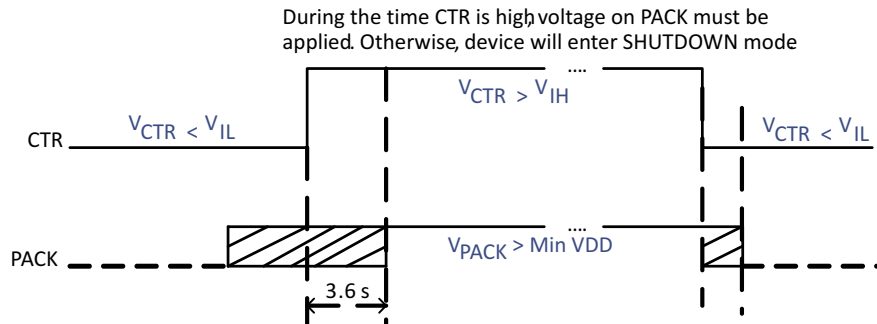 During the time CTR is high, voltage on PACK must be
applied. Otherwise, device will enter SHUTDOWN mode
....
VCTR < VIL
VCTR > VIH
VCTR < VIL
CTR
....
VPACK > Min VDD
PACK
3.6 s